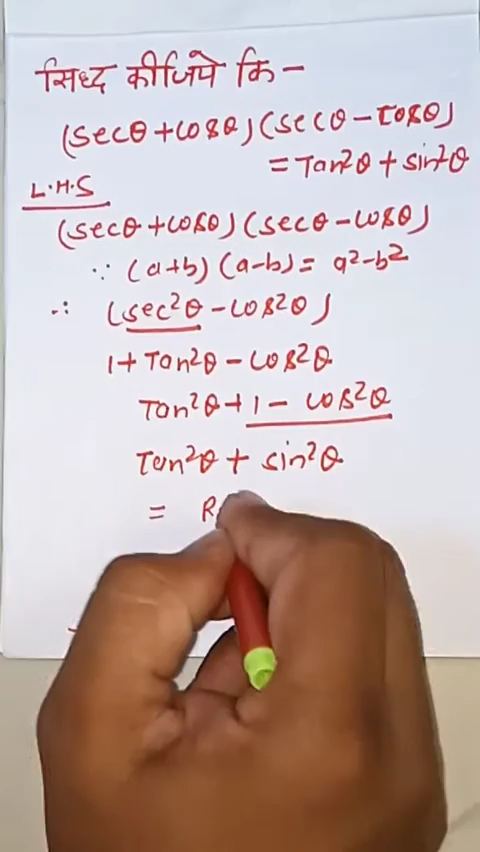 सिध्द कीजिये कि -
(secθ + cosθ) (secθ - cosθ)
= Tan²θ + sin²θ
L.H.S
(secθ + cosθ) (secθ - cosθ)
∵ (a+b) (a-b) = a²-b²
∴ (sec²θ - cos²θ)
1 + Tan²θ - cos²θ
Tan²θ + 1 - cos²θ
Tan²θ + sin²θ
= R